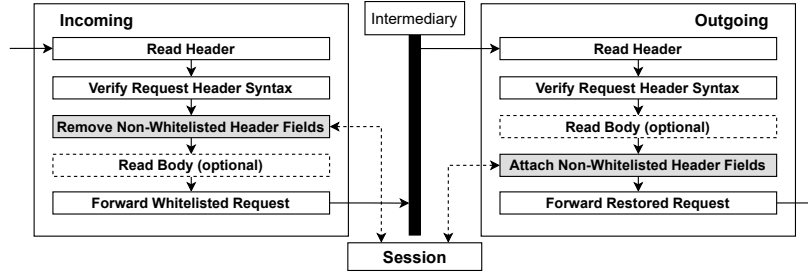 Incoming
Read Header
Verify Request Header Syntax
Remove Non-Whitelisted Header Fields
Read Body (optional)
Forward Whitelisted Request
Intermediary
Session
Outgoing
Read Header
Verify Request Header Syntax
Read Body (optional)
Attach Non-Whitelisted Header Fields
Forward Restored Request